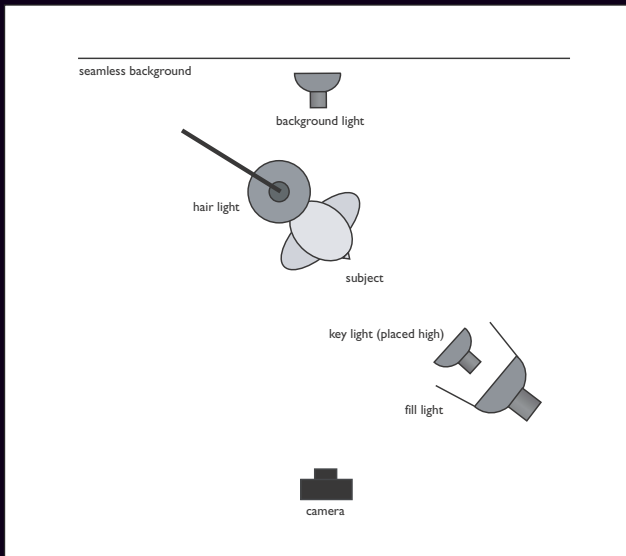 seamless background
background light
hair light
subject
key light (placed high)
fill light
camera